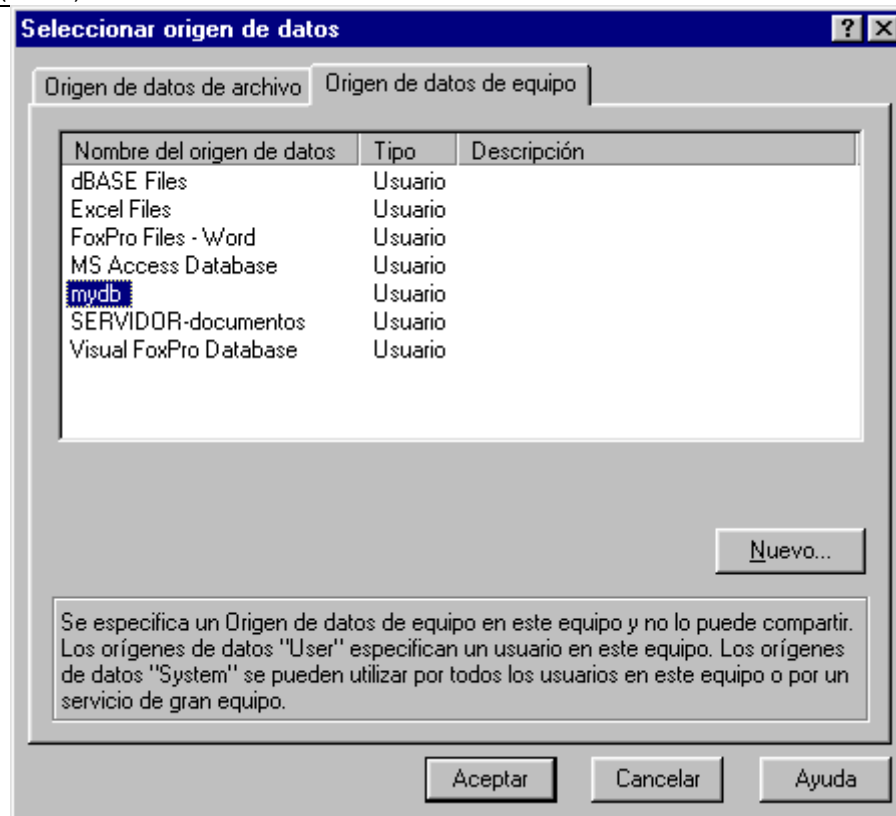 Seleccionar origen de datos
Origen de datos de archivo Origen de datos de equipo
Nombre del origen de datos Tipo Descripción
dBASE Files Usuario
Excel Files Usuario
FoxPro Files - Word Usuario
MS Access Database Usuario
mydb Usuario
SERVIDOR-documentos Usuario
Visual FoxPro Database Usuario
Nuevo...
Se especifica un Origen de datos de equipo en este equipo y no lo puede compartir.
Los orígenes de datos "User" especifican un usuario en este equipo. Los orígenes
de datos "System" se pueden utilizar por todos los usuarios en este equipo o por un
servicio de gran equipo.
Aceptar Cancelar Ayuda